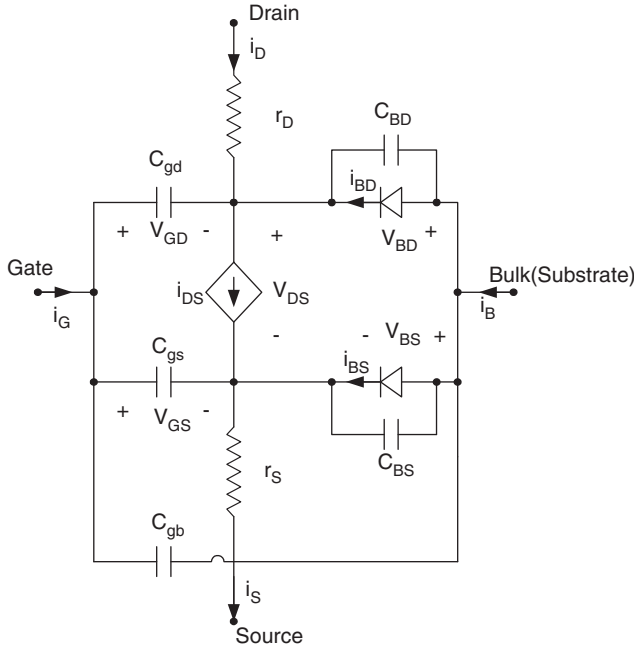 Drain
i_D
r_D
C_BD
C_gd
i_BD
+ V_GD -
+
V_BD +
Gate
i_G
i_DS
V_DS
Bulk(Substrate)
i_B
C_gs
-
- V_BS +
i_BS
+ V_GS -
r_S
C_BS
C_gb
i_S
Source